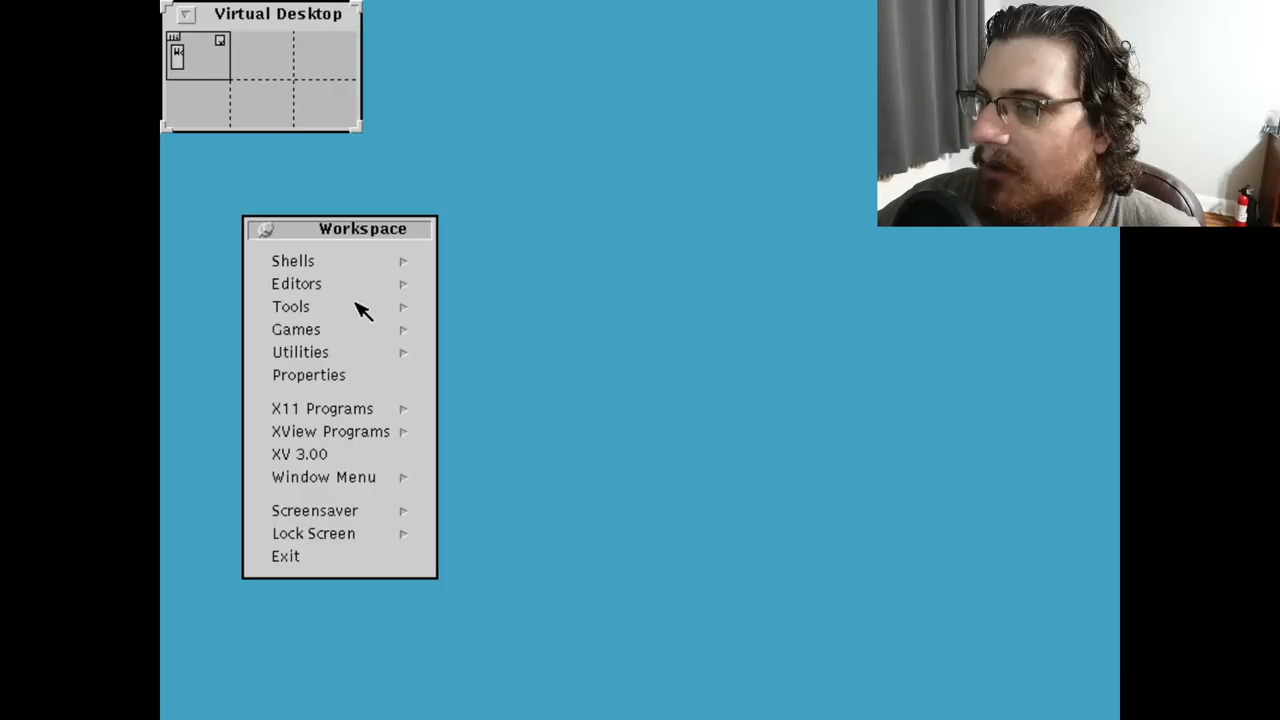 Virtual Desktop
Workspace
Shells
Editors
Tools
Games
Utilities
Properties
X11 Programs
XView Programs
XV 3.00
Window Menu
Screensaver
Lock Screen
Exit